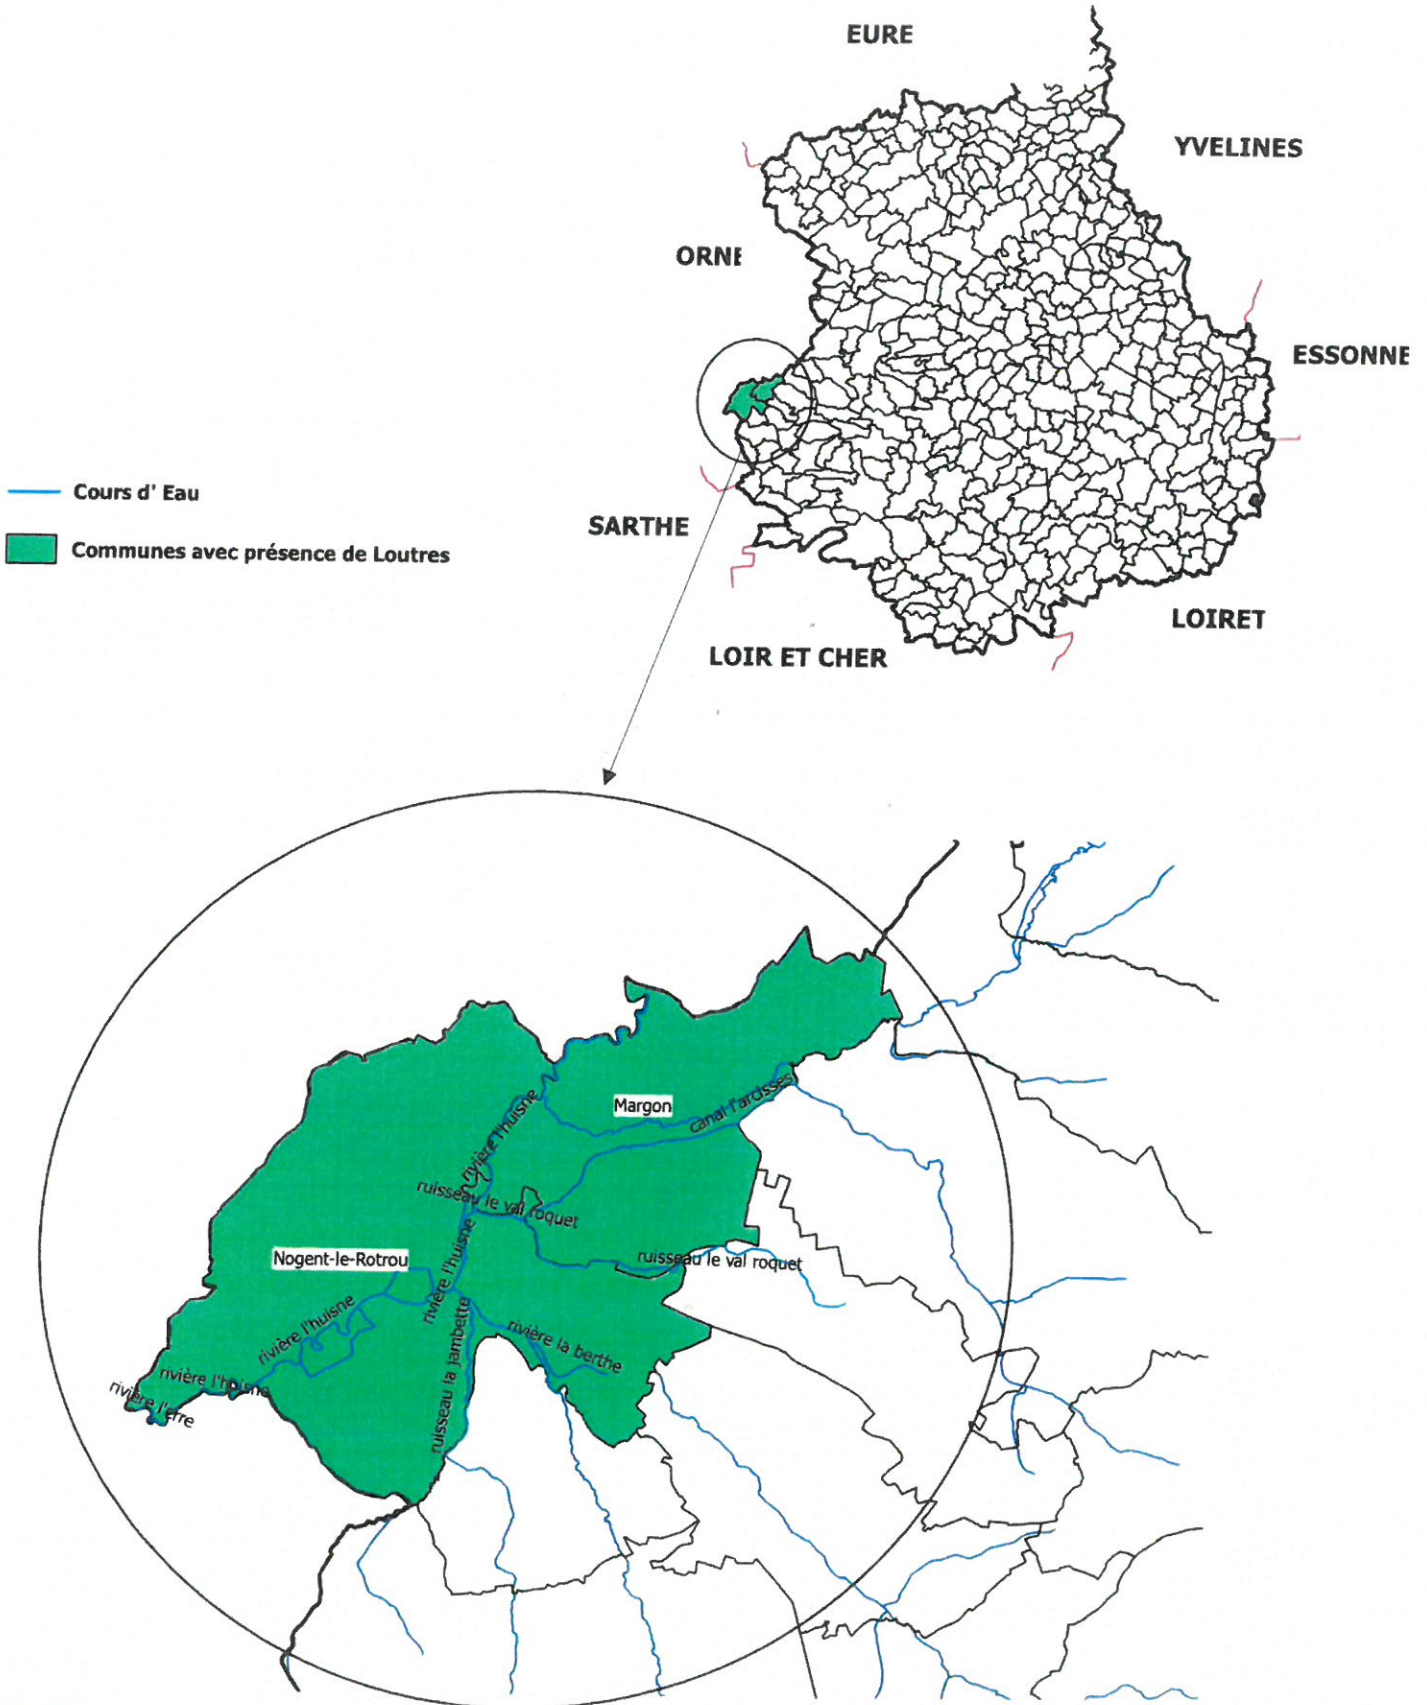 EURE
YVELINES
ORNE
ESSONNE
Cours d' Eau
SARTHE
Communes avec présence de Loutres
LOIRET
LOIR ET CHER
Margon
canal l'arcisses
rivière l'huisne
ruisseau le val roquet
Nogent-le-Rotrou
rivière l'huisne
ruisseau le val roquet
rivière l'huisne
rivière la berthe
ruisseau la jambette
rivière l'huisne
rivière l'erre